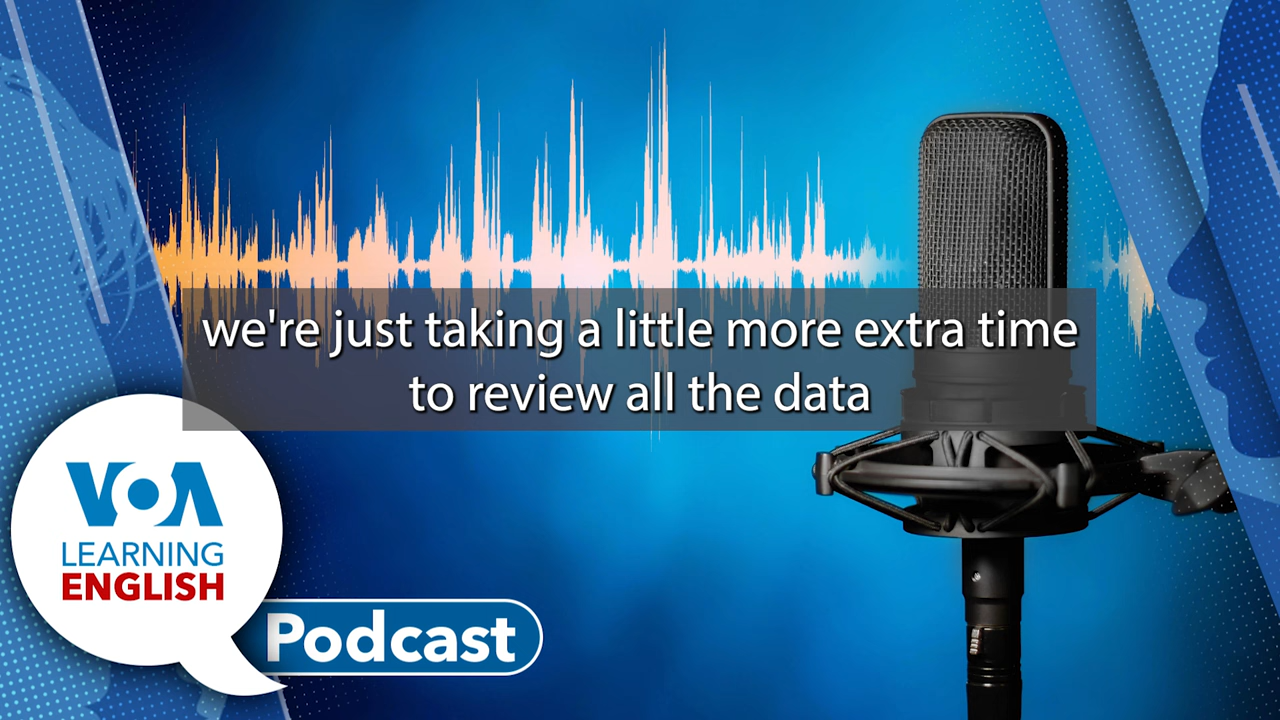 we're just taking a little more extra time
to review all the data
VOA
LEARNING
ENGLISH
Podcast